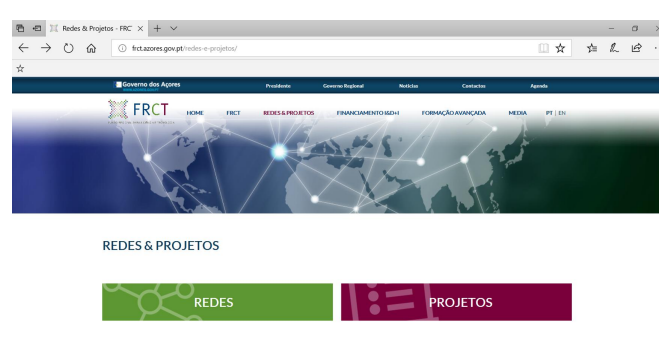 Redes & Projetos - FRC
frct.azores.gov.pt/redes-e-projetos/
Governo dos Açores
Presidente Governo Regional Notícias Contactos Agenda
FRCT
HOME FRCT REDES & PROJETOS FINANCIAMENTO I&D+I FORMAÇÃO AVANÇADA MEDIA PT | EN
REDES & PROJETOS
REDES PROJETOS